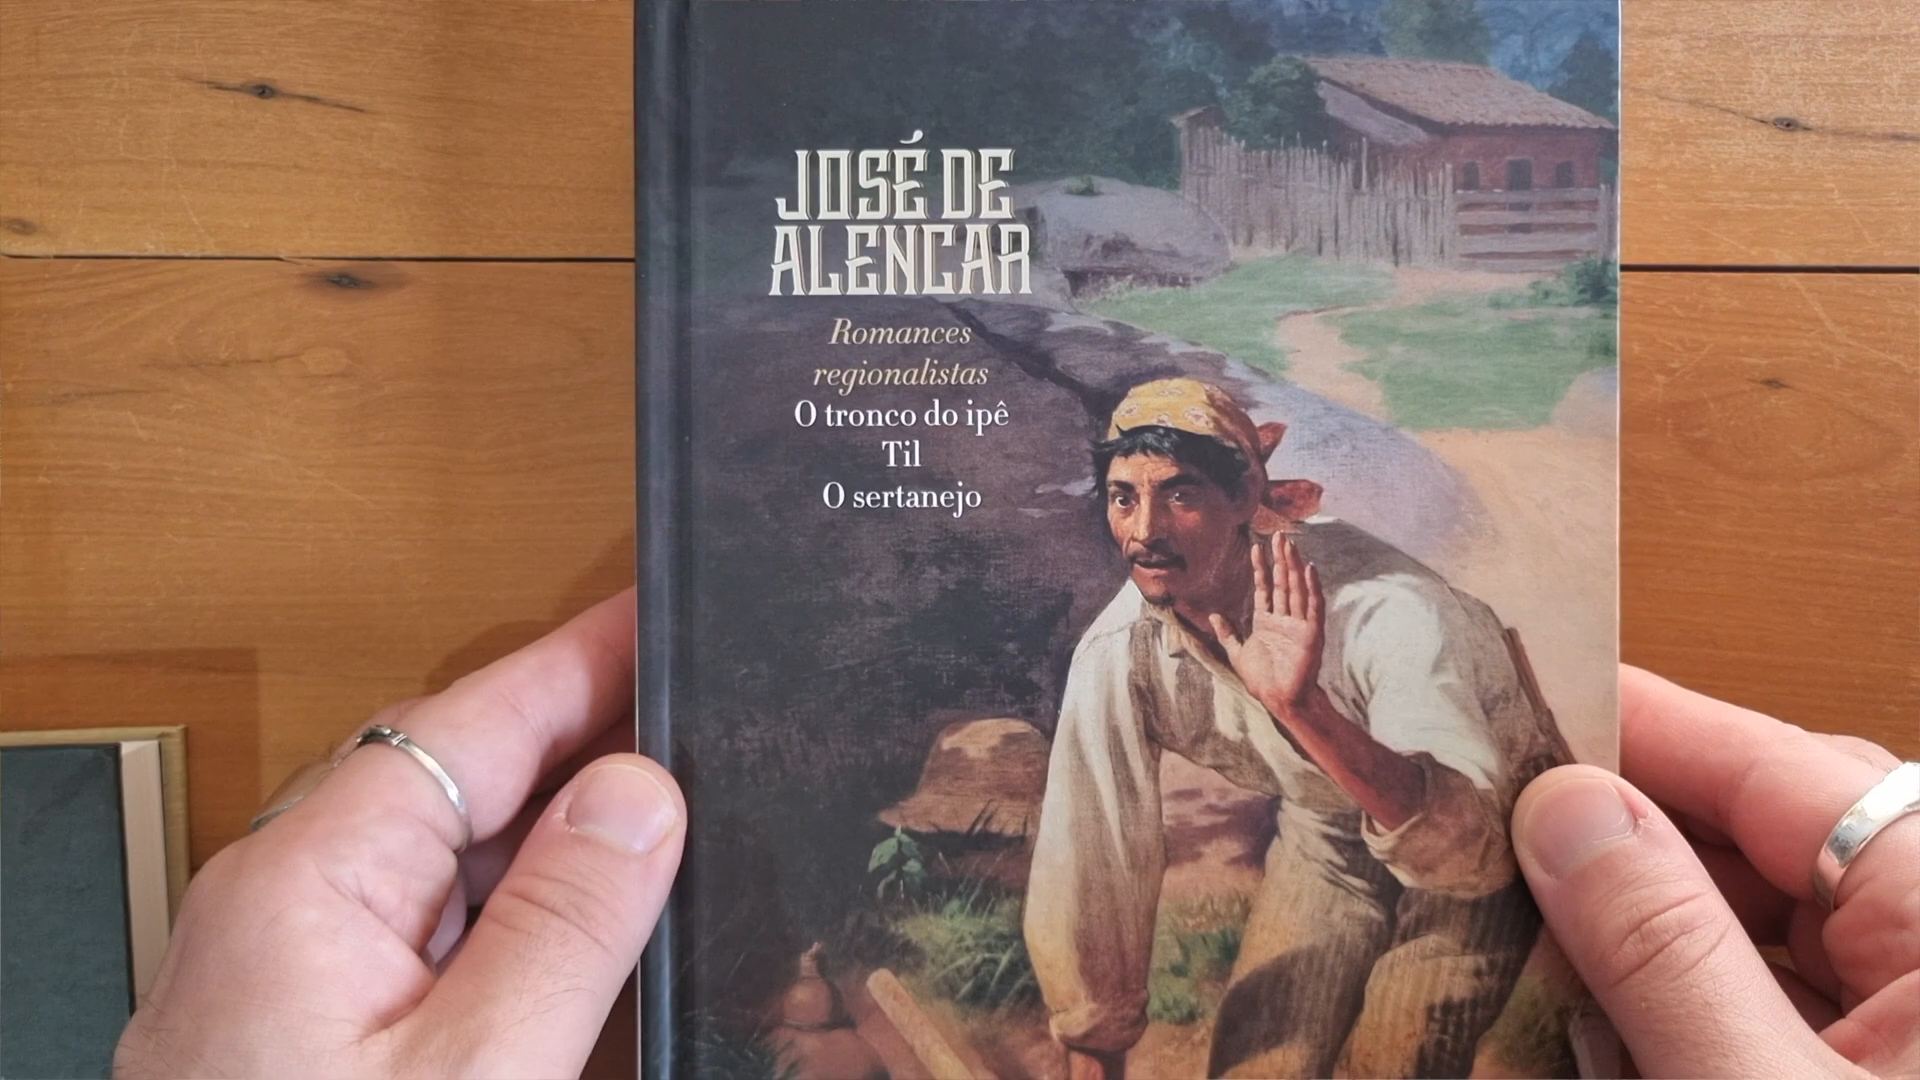 JOSÉ DE
ALENCAR
Romances
regionalistas
O tronco do ipê
Til
O sertanejo